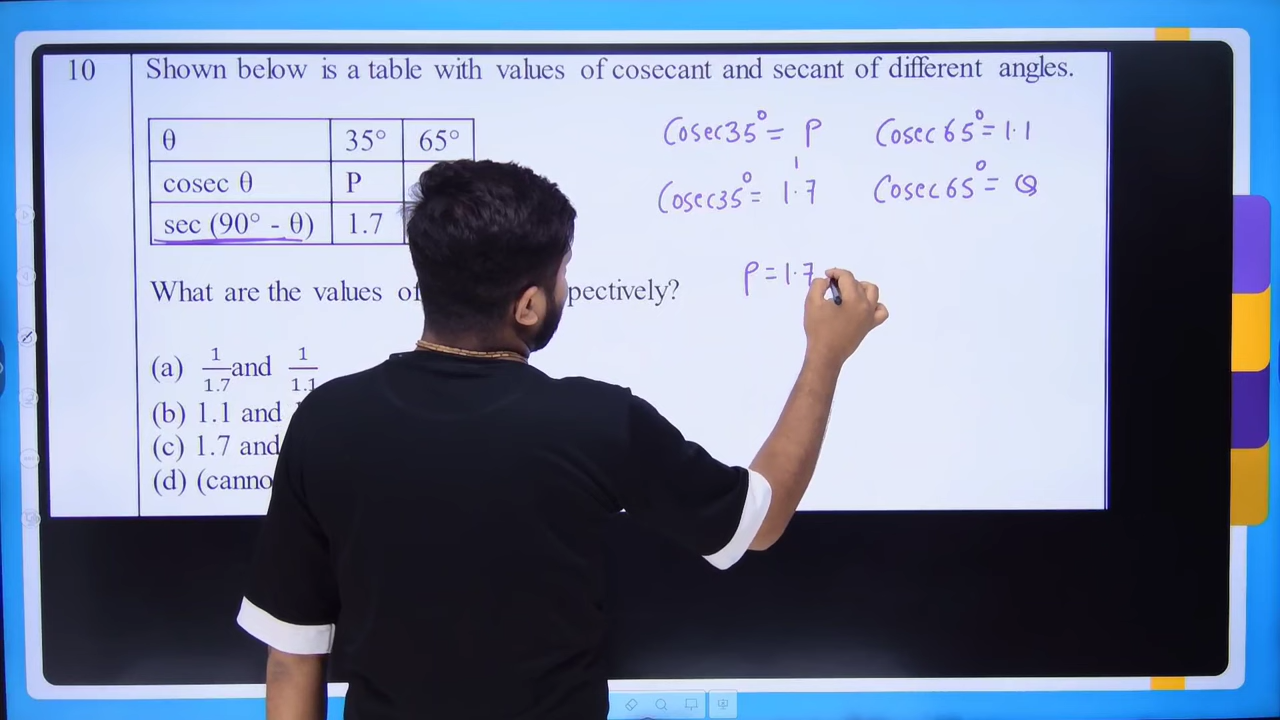 10
Shown below is a table with values of cosecant and secant of different angles.
θ 35° 65°
cosec θ P
sec (90° - θ) 1.7
What are the values of pectively?
(a) 1/1.7 and 1/1.1
(b) 1.1 and
(c) 1.7 and
(d) (canno
Cosec35° = P
Cosec65° = 1.1
Cosec35° = 1.7
Cosec65° = Q
P = 1.7